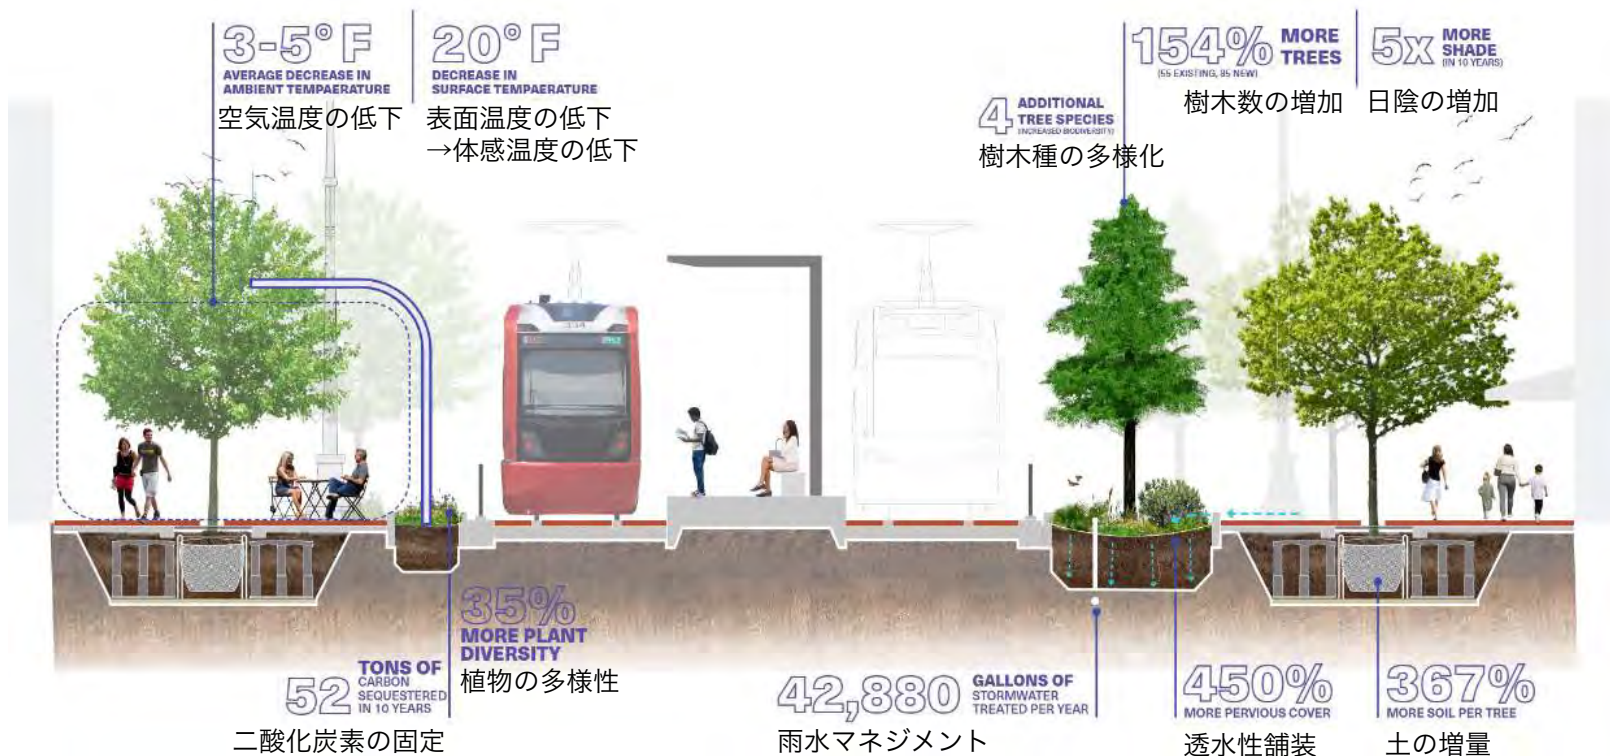 3-5° F
AVERAGE DECREASE IN
AMBIENT TEMPAERATURE
空気温度の低下
20° F
DECREASE IN
SURFACE TEMPAERATURE
表面温度の低下
→体感温度の低下
4 ADDITIONAL
TREE SPECIES
(INCREASED BIODIVERSITY)
樹木種の多様化
154% MORE
TREES
(55 EXISTING, 85 NEW)
樹木数の増加
5x MORE
SHADE
(IN 10 YEARS)
日陰の増加
334
35%
MORE PLANT
DIVERSITY
植物の多様性
52 TONS OF
CARBON
SEQUESTERED
IN 10 YEARS
二酸化炭素の固定
42,880 GALLONS OF
STORMWATER
TREATED PER YEAR
雨水マネジメント
450%
MORE PERVIOUS COVER
透水性舗装
367%
MORE SOIL PER TREE
土の増量